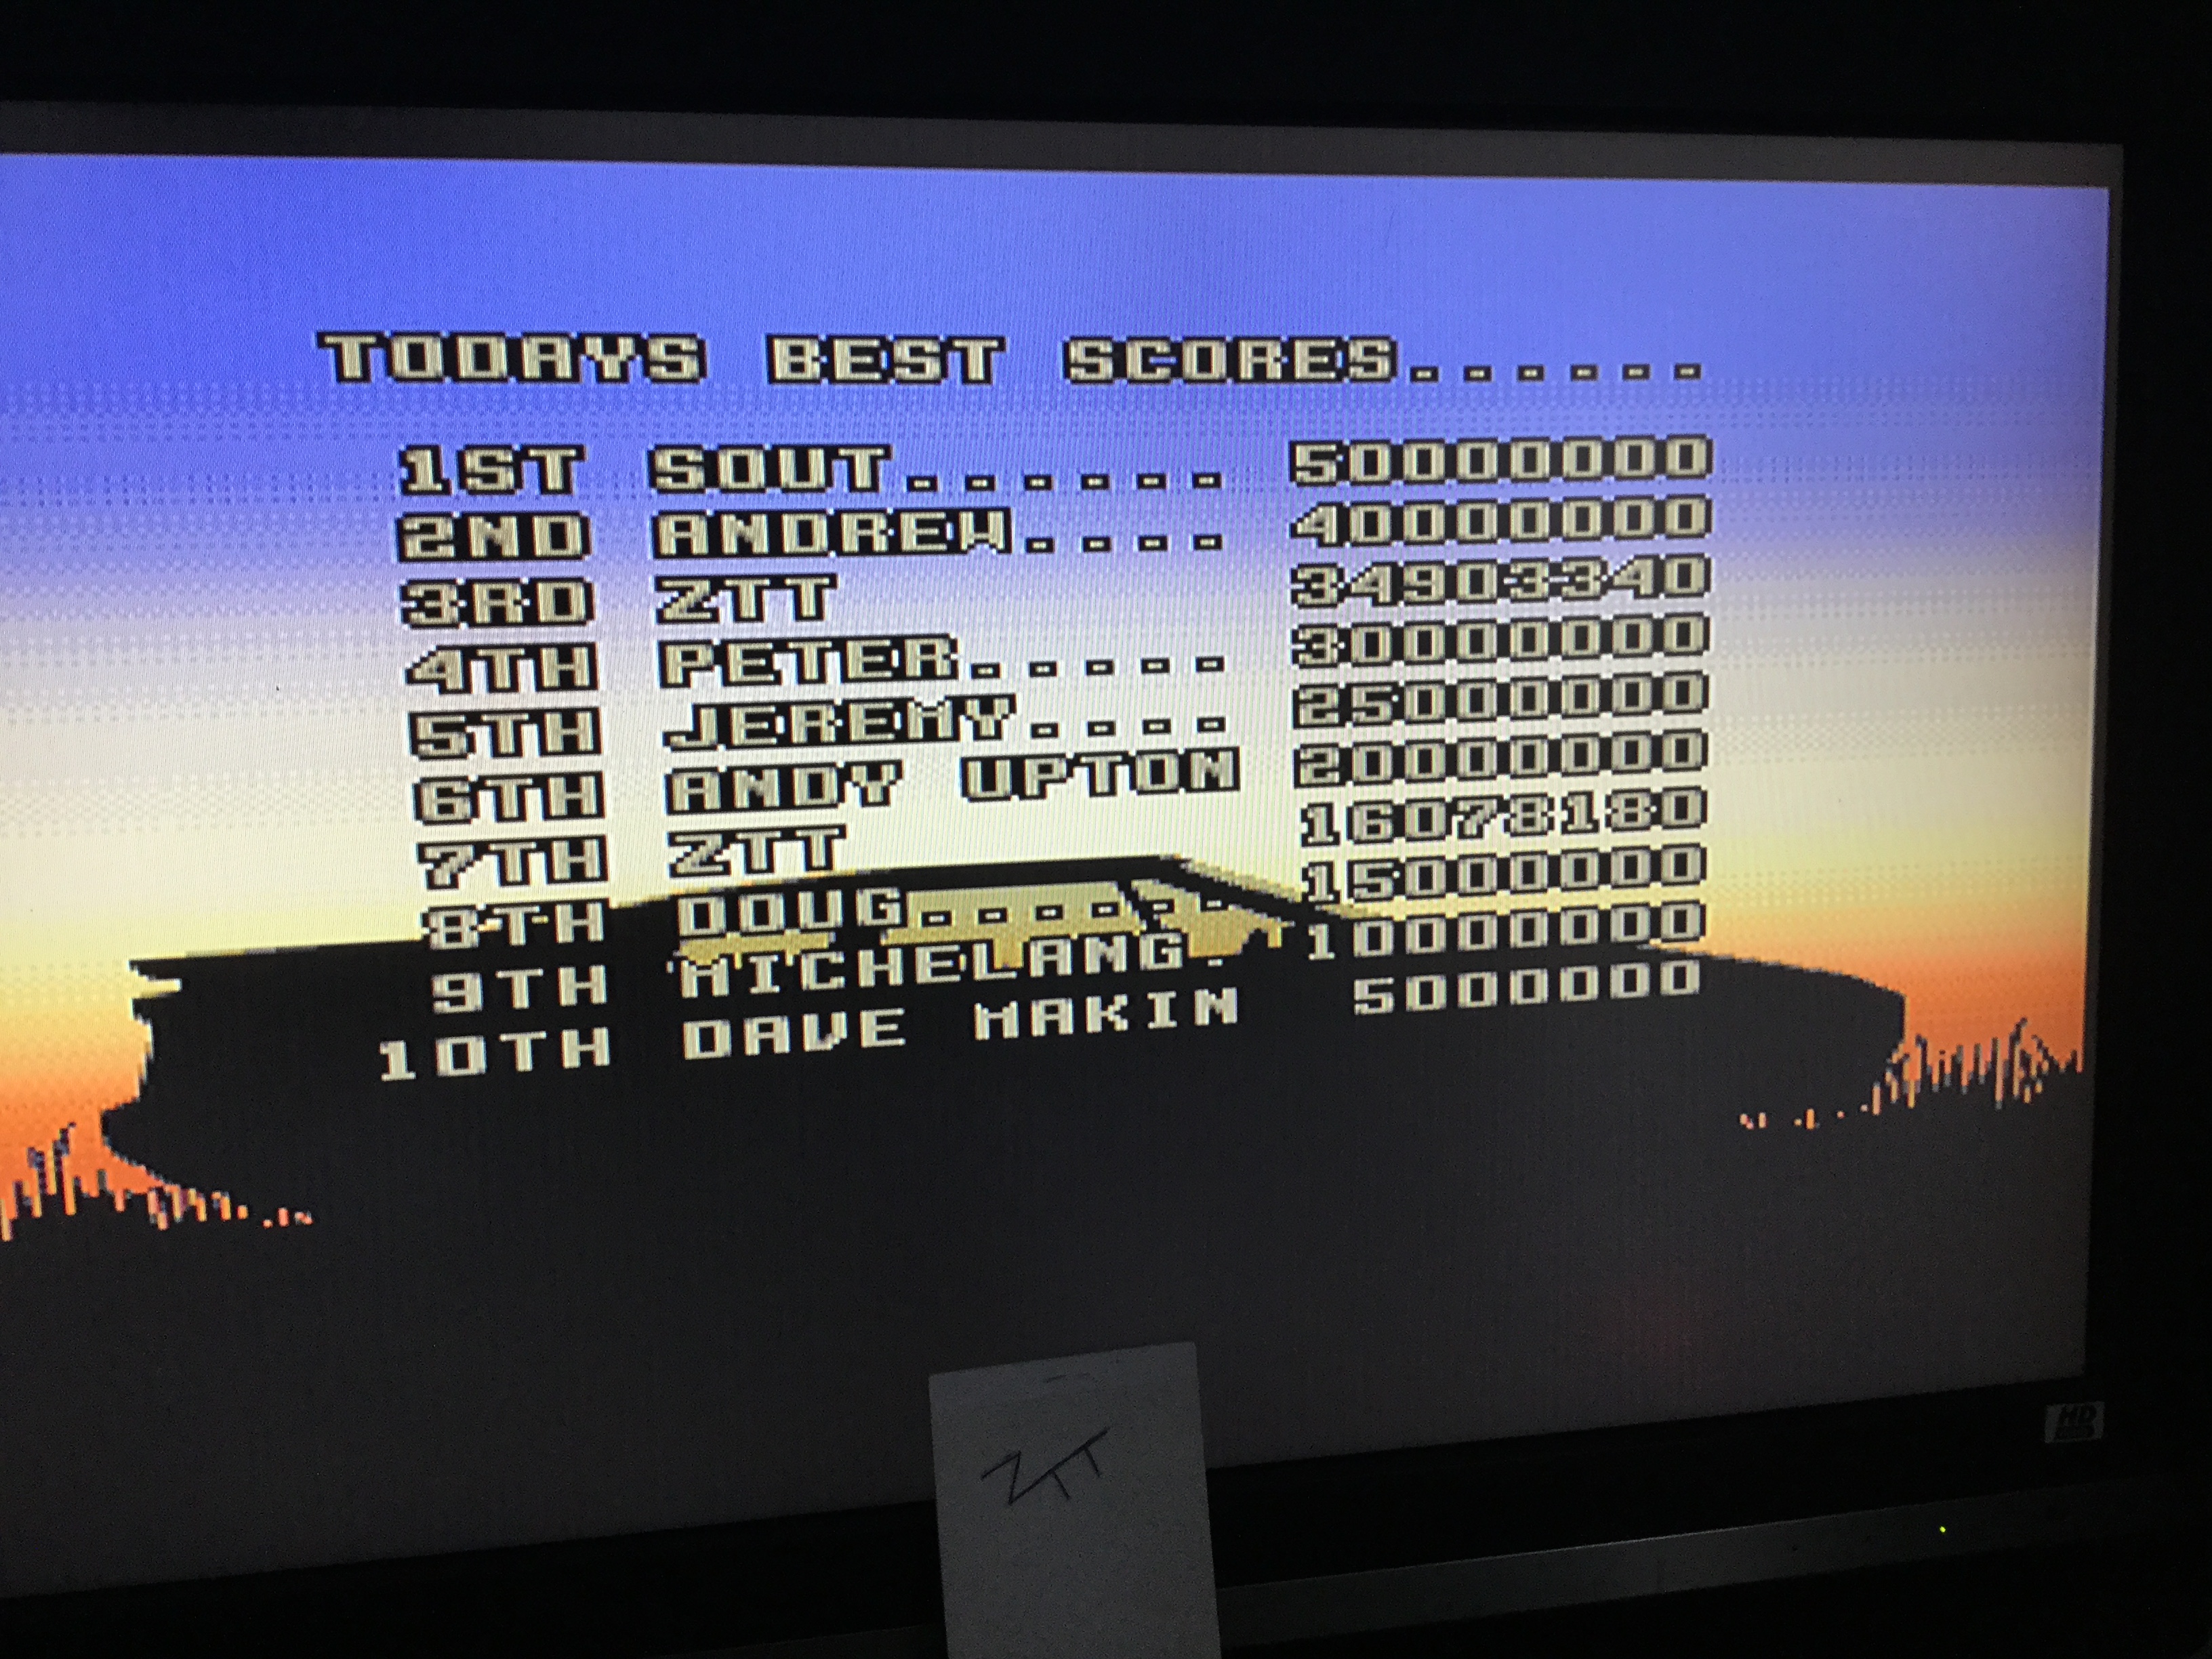 TODAYS BEST SCORES......
1ST SOUT...... 50000000
2ND ANDREW.... 40000000
3RD ZTT 34903340
4TH PETER..... 30000000
5TH JEREMY.... 25000000
6TH ANDY UPTON 20000000
7TH ZTT 16078180
8TH DOUG...... 15000000
9TH MICHELANG. 10000000
10TH DAVE MAKIN 5000000
ZTT
HD